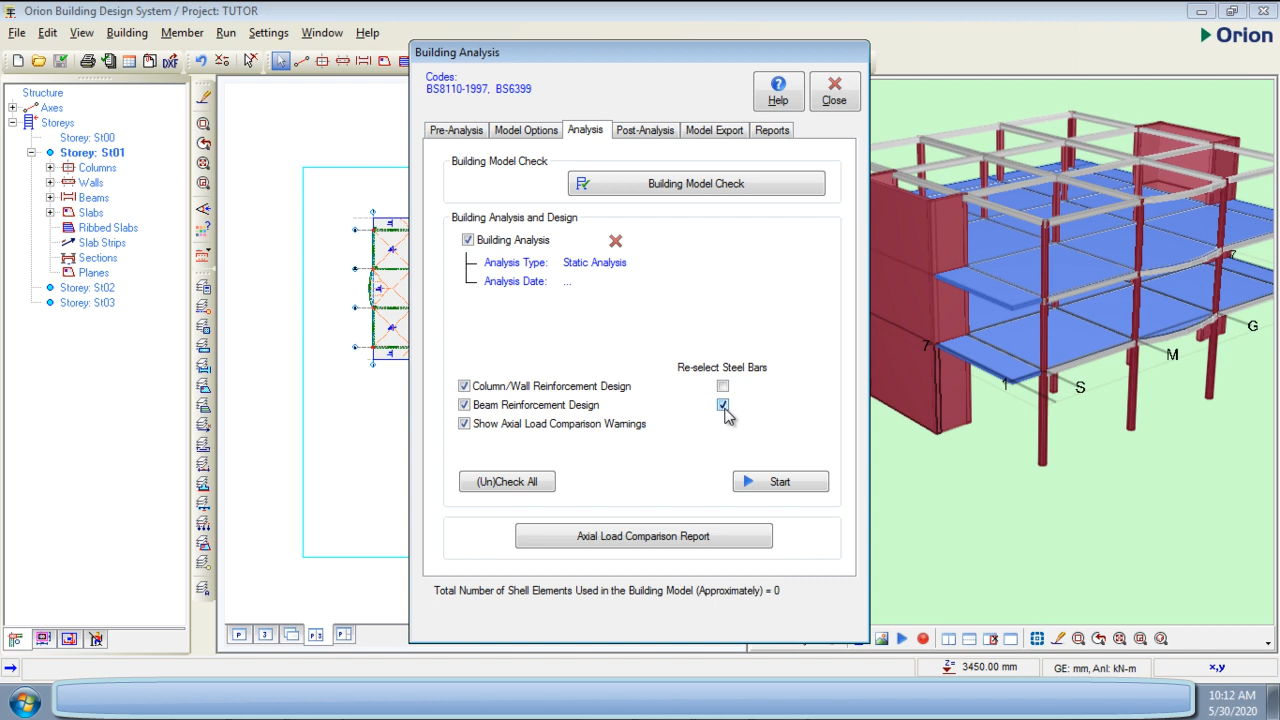 Orion Building Design System / Project: TUTOR
File Edit View Building Member Run Settings Window Help
Orion
DXF
Structure
Axes
Storeys
Storey: St00
Storey: St01
Columns
Walls
Beams
Slabs
Ribbed Slabs
Slab Strips
Sections
Planes
Storey: St02
Storey: St03
Building Analysis
Codes:
BS8110-1997, BS6399
Help
Close
Pre-Analysis Model Options Analysis Post-Analysis Model Export Reports
Building Model Check
Building Model Check
Building Analysis and Design
Building Analysis
Analysis Type: Static Analysis
Analysis Date: ...
Re-select Steel Bars
Column/Wall Reinforcement Design
Beam Reinforcement Design
Show Axial Load Comparison Warnings
(Un)Check All
Start
Axial Load Comparison Report
Total Number of Shell Elements Used in the Building Model (Approximately) = 0
7
G
7
M
1
S
Z= 3450.00 mm
GE: mm, Anl: kN-m
x,y
10:12 AM
5/30/2020